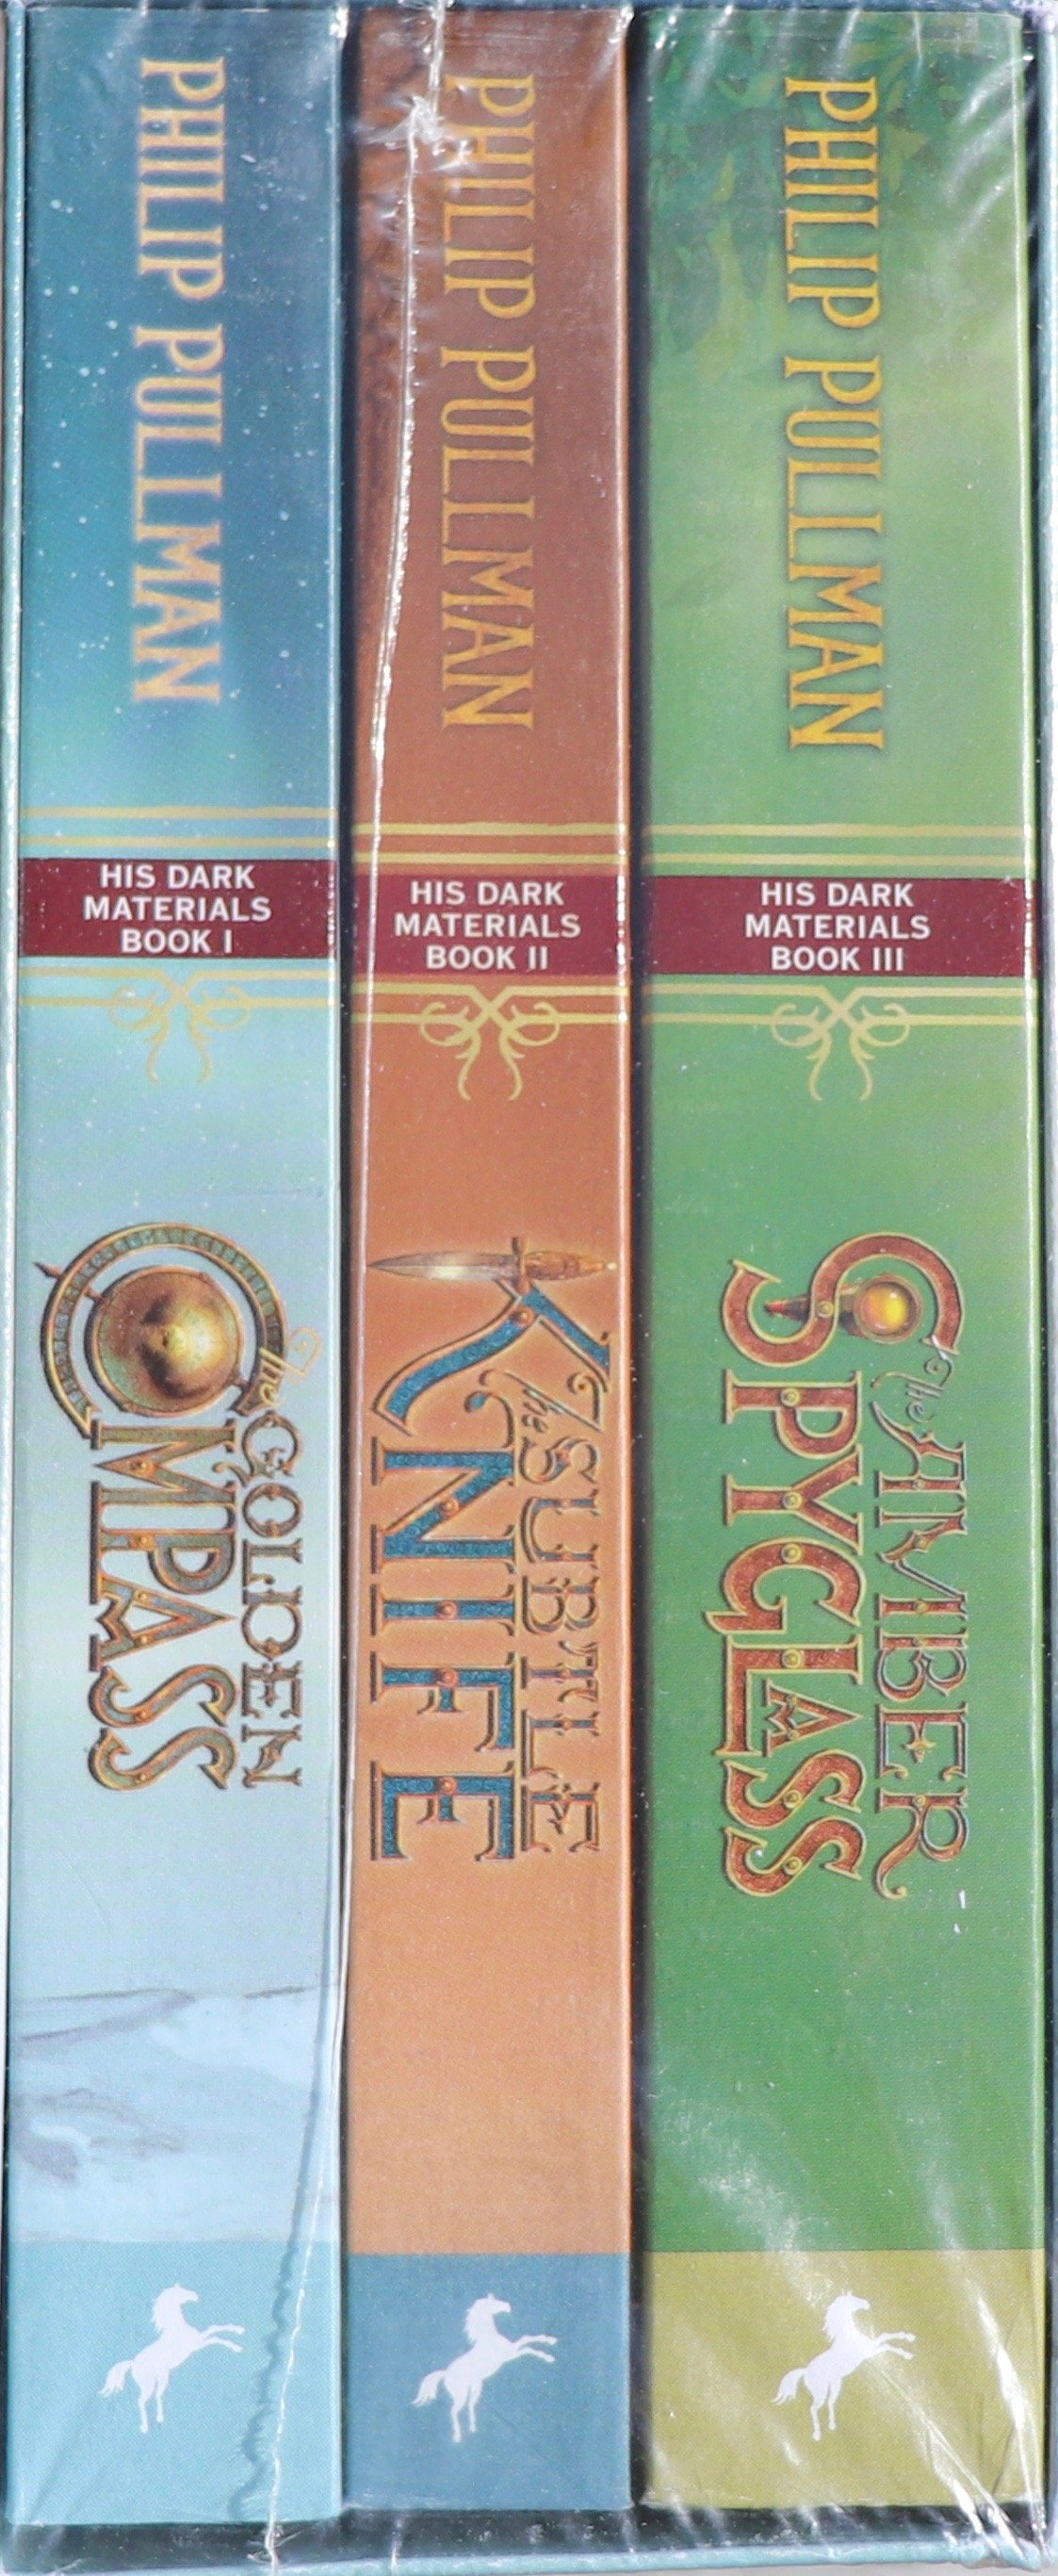 PHILIP PULLMAN
HIS DARK
MATERIALS
BOOK I
The GOLDEN
COMPASS
PHILIP PULLMAN
HIS DARK
MATERIALS
BOOK II
The SUBTLE
KNIFE
PHILIP PULLMAN
HIS DARK
MATERIALS
BOOK III
The AMBER
SPYGLASS